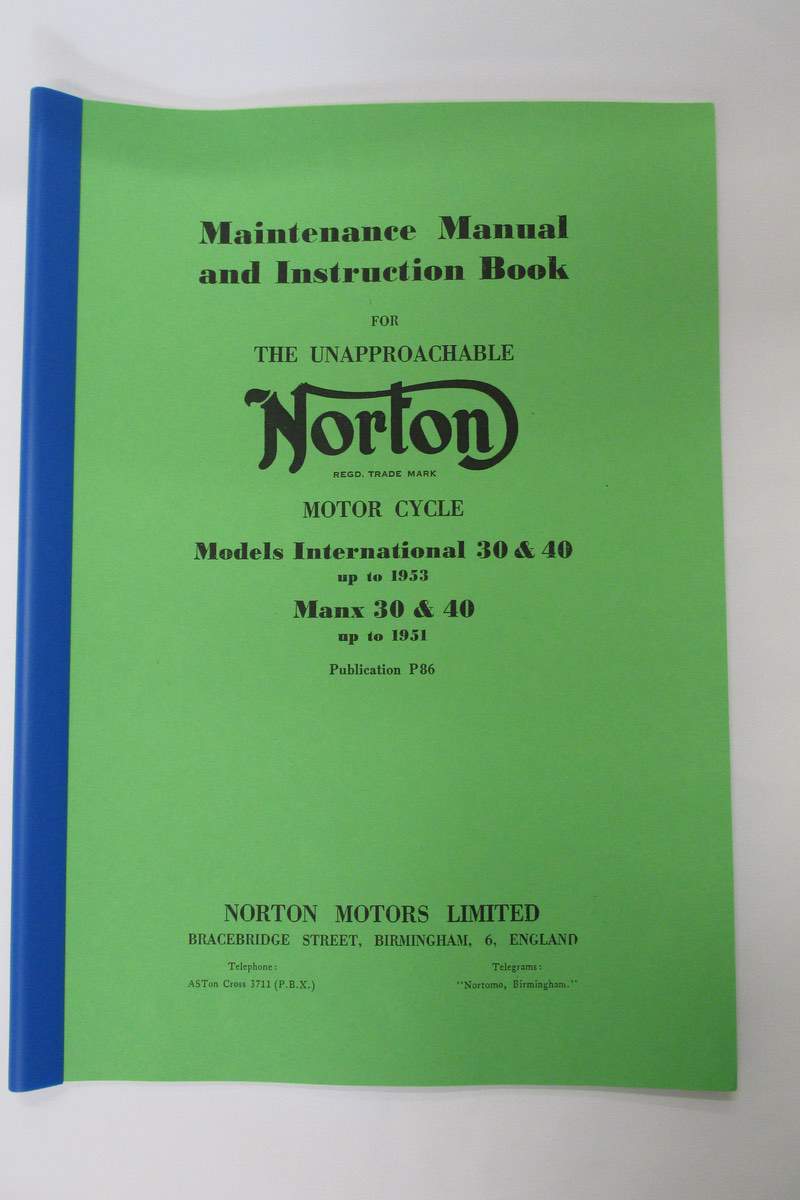 Maintenance Manual
and Instruction Book
FOR
THE UNAPPROACHABLE
Norton
REGD. TRADE MARK
MOTOR CYCLE
Models International 30 & 40
up to 1953
Manx 30 & 40
up to 1951
Publication P86
NORTON MOTORS LIMITED
BRACEBRIDGE STREET, BIRMINGHAM, 6, ENGLAND
Telephone: Telegrams:
ASTon Cross 3711 (P.B.X.) "Nortomo, Birmingham."